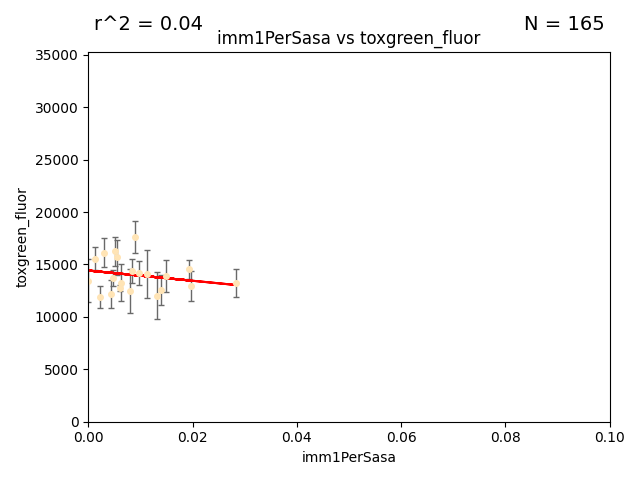 r^2 = 0.04
N = 165
imm1PerSasa vs toxgreen_fluor
toxgreen_fluor
35000
30000
25000
20000
15000
10000
5000
0
0.00
0.02
0.04
0.06
0.08
0.10
imm1PerSasa